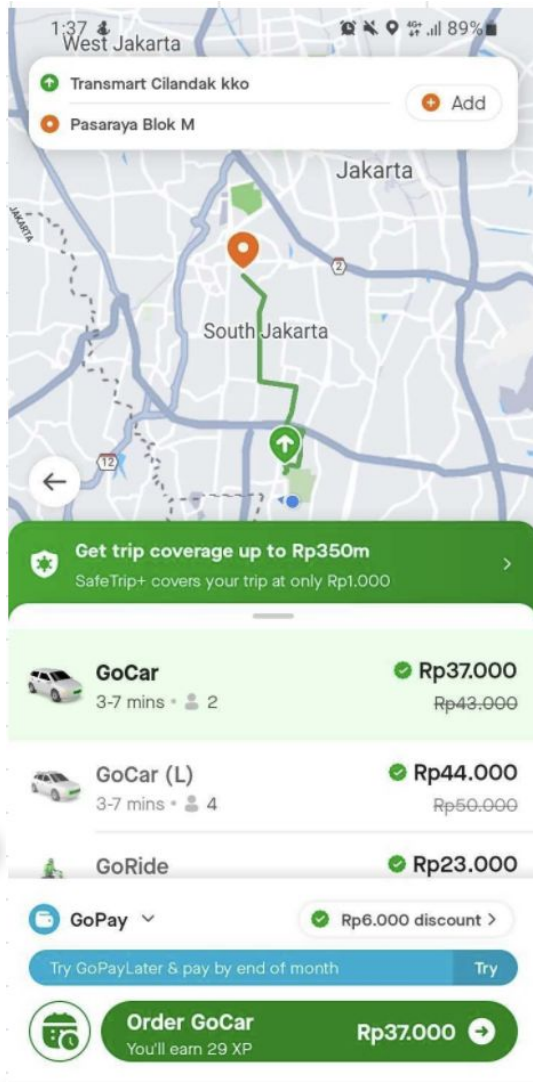 1:37
4G+
89%
West Jakarta
Transmart Cilandak kko
Add
Pasaraya Blok M
Jakarta
JAKARTA
2
South Jakarta
12
Get trip coverage up to Rp350m
SafeTrip+ covers your trip at only Rp1.000
GoCar
Rp37.000
3-7 mins • 2
Rp43.000
GoCar (L)
Rp44.000
3-7 mins • 4
Rp50.000
GoRide
Rp23.000
GoPay
Rp6.000 discount >
Try GoPayLater & pay by end of month
Try
Order GoCar
Rp37.000
You'll earn 29 XP